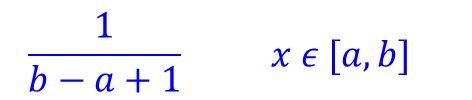 1/(b − a + 1)    x ϵ [a, b]